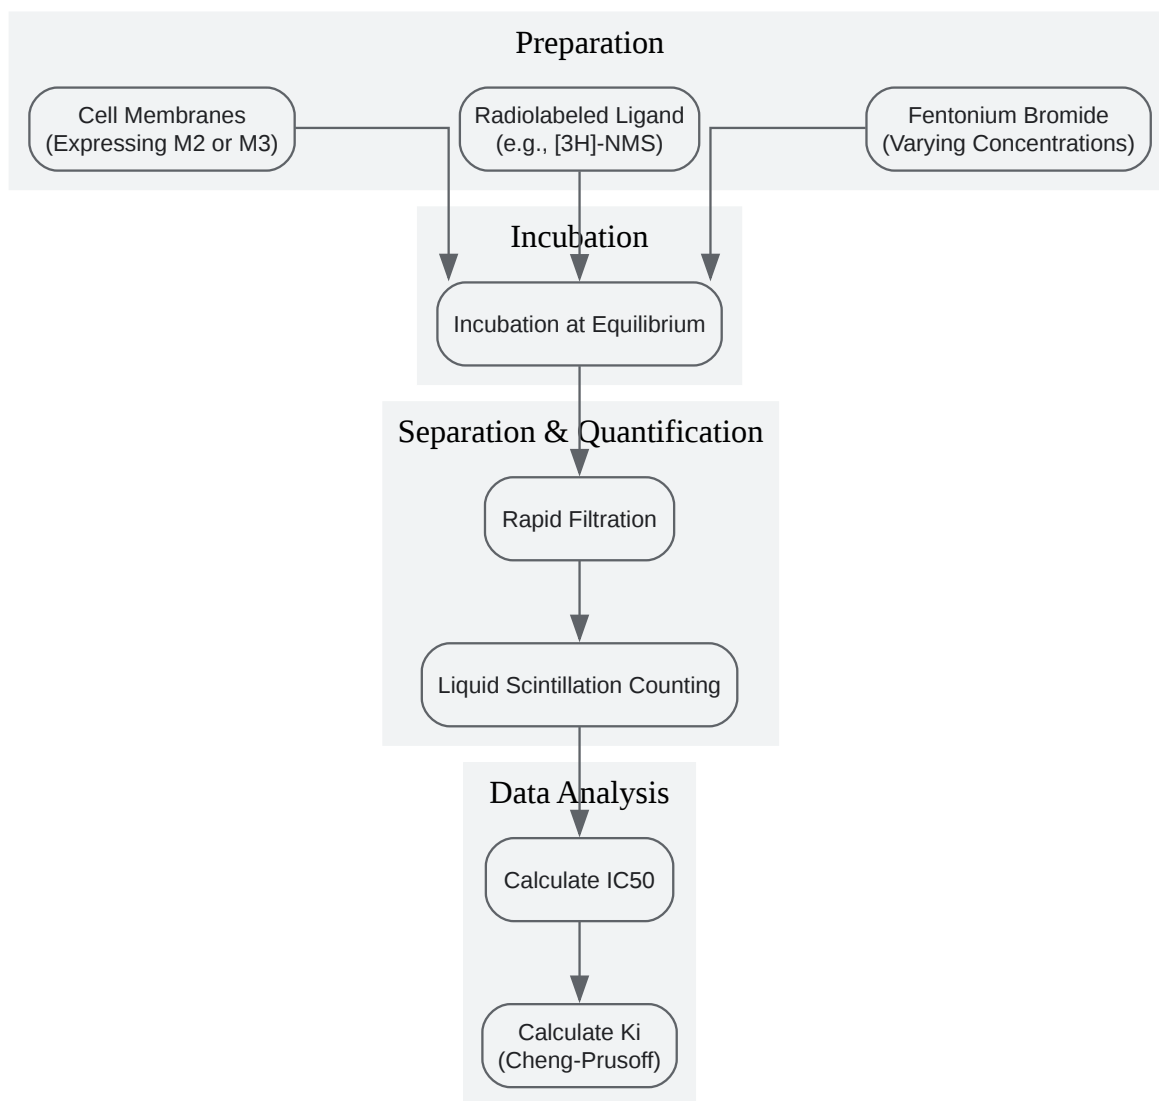 Preparation
Cell Membranes
(Expressing M2 or M3)
Radiolabeled Ligand
(e.g., [3H]-NMS)
Fentonium Bromide
(Varying Concentrations)
Incubation
Incubation at Equilibrium
Separation & Quantification
Rapid Filtration
Liquid Scintillation Counting
Data Analysis
Calculate IC50
Calculate Ki
(Cheng-Prusoff)